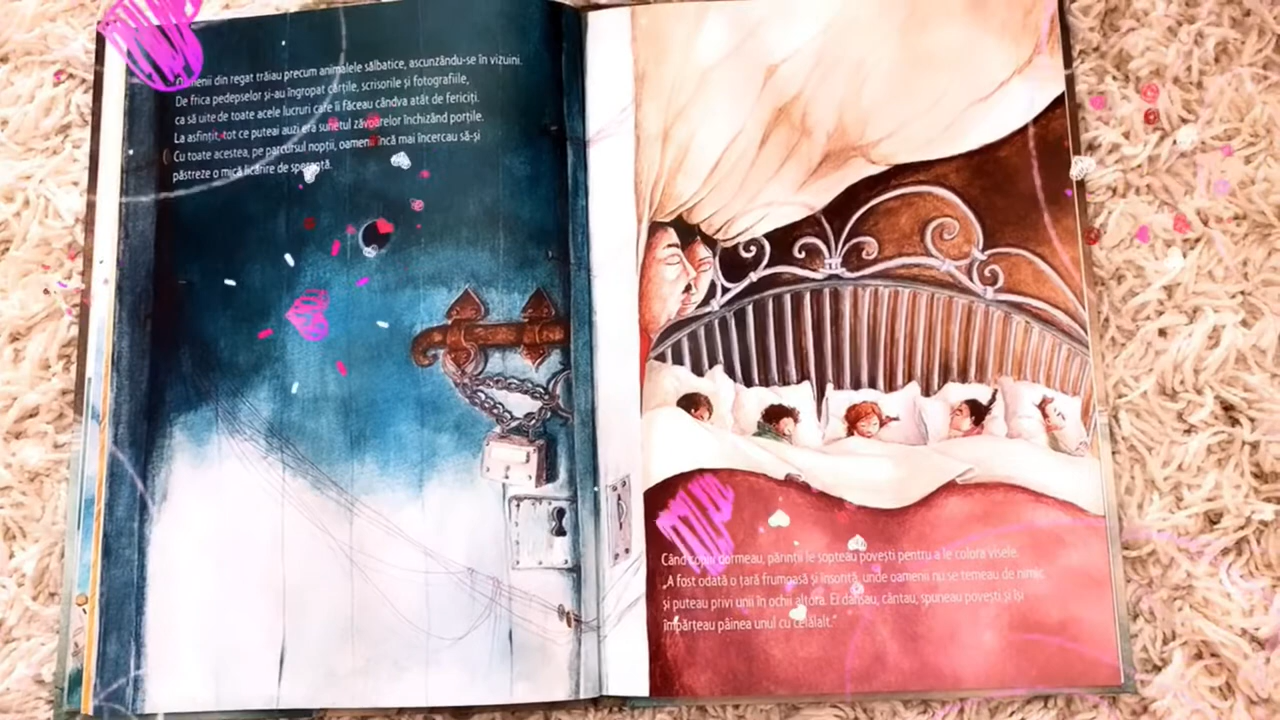 Oamenii din regat trăiau precum animalele sălbatice, ascunzându-se în vizuini.
De frica pedepselor și-au îngropat cărțile, scrisorile și fotografiile,
ca să uite de toate acele lucruri care îi făceau cândva atât de fericiți.
La asfințit, tot ce puteai auzi era sunetul zăvoarelor închizând porțile.
Cu toate acestea, pe parcursul nopții, oamenii încă mai încercau să-și
păstreze o mică licărire de speranță.
Când copiii dormeau, părinții le șopteau povești pentru a le colora visele.
„A fost odată o țară frumoasă și însorită, unde oamenii nu se temeau de nimic
și puteau privi unii în ochii altora. Ei dansau, cântau, spuneau povești și își
împărțeau pâinea unul cu celălalt.”